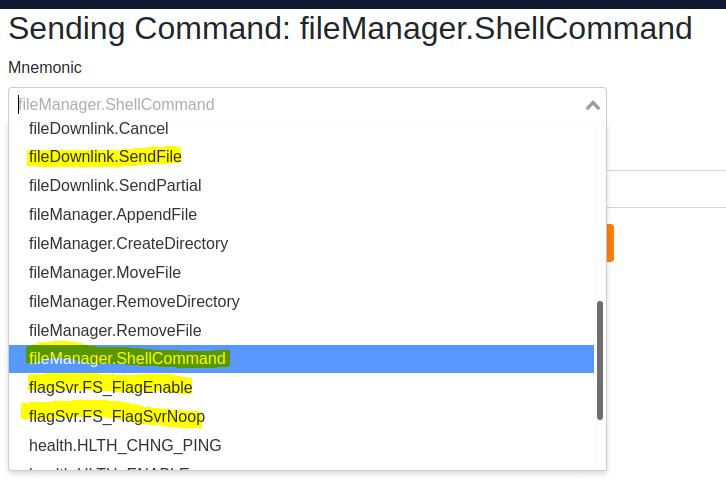 Sending Command: fileManager.ShellCommand
Mnemonic
fileManager.ShellCommand
fileDownlink.Cancel
fileDownlink.SendFile
fileDownlink.SendPartial
fileManager.AppendFile
fileManager.CreateDirectory
fileManager.MoveFile
fileManager.RemoveDirectory
fileManager.RemoveFile
fileManager.ShellCommand
flagSvr.FS_FlagEnable
flagSvr.FS_FlagSvrNoop
health.HLTH_CHNG_PING